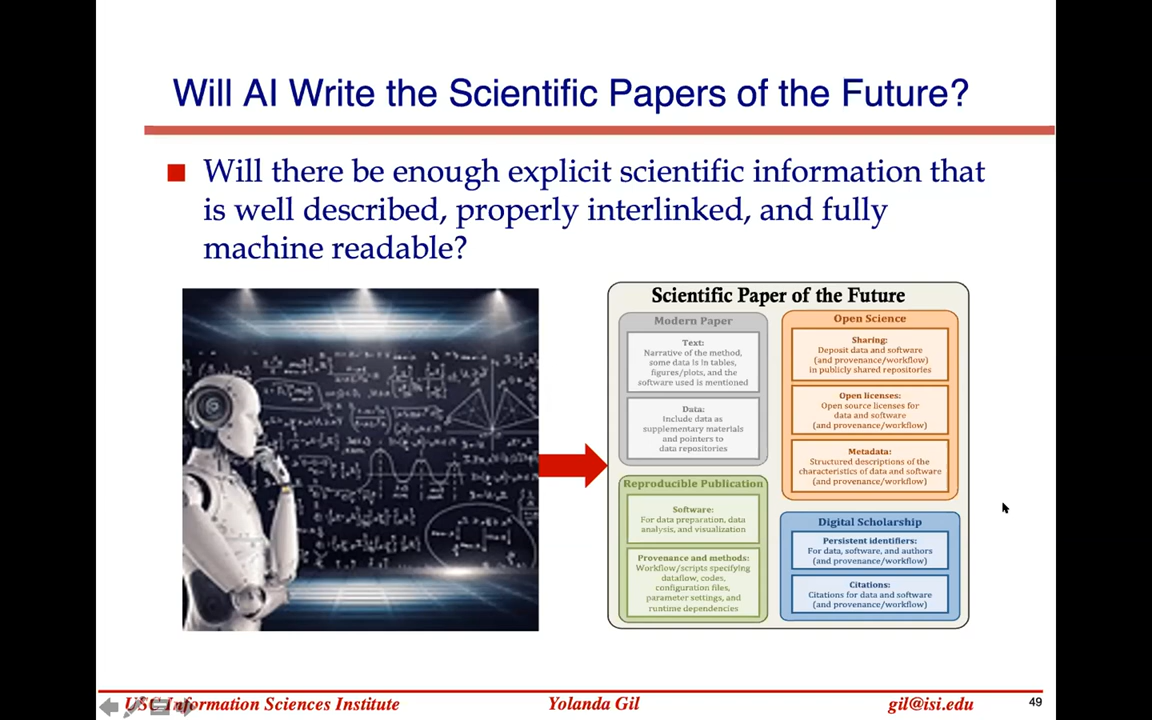 Will AI Write the Scientific Papers of the Future?
Will there be enough explicit scientific information that
is well described, properly interlinked, and fully
machine readable?
Scientific Paper of the Future
Modern Paper
Text:
Narrative of the method,
some data is in tables,
figures/plots, and the
software used is mentioned
Data:
Include data as
supplementary materials
and pointers to
data repositories
Reproducible Publication
Software:
For data preparation, data
analysis, and visualization
Provenance and methods:
Workflow/scripts specifying
dataflow, codes,
configuration files,
parameter settings, and
runtime dependencies
Open Science
Sharing:
Deposit data and software
(and provenance/workflow)
in publicly shared repositories
Open licenses:
Open source licenses for
data and software
(and provenance/workflow)
Metadata:
Structured descriptions of the
characteristics of data and software
(and provenance/workflow)
Digital Scholarship
Persistent identifiers:
For data, software, and authors
(and provenance/workflow)
Citations:
Citations for data and software
(and provenance/workflow)
USC Information Sciences Institute
Yolanda Gil
gil@isi.edu
49